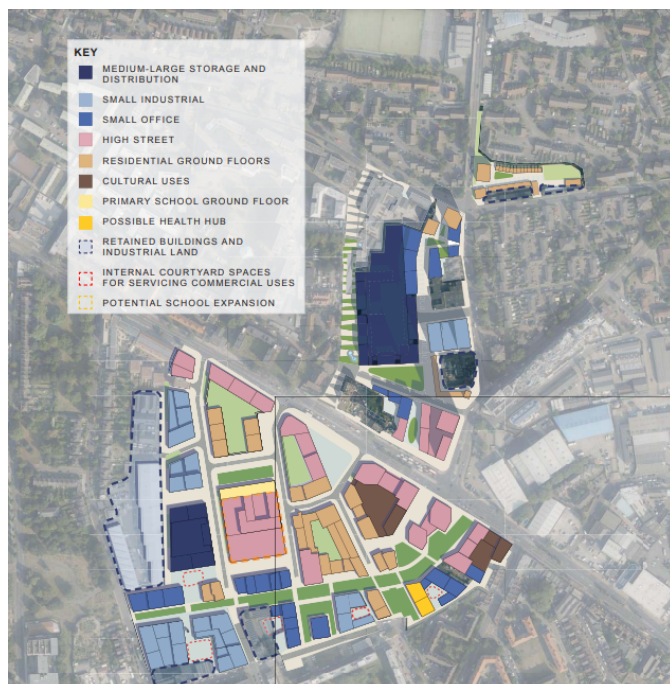 KEY
MEDIUM-LARGE STORAGE AND
DISTRIBUTION
SMALL INDUSTRIAL
SMALL OFFICE
HIGH STREET
RESIDENTIAL GROUND FLOORS
CULTURAL USES
PRIMARY SCHOOL GROUND FLOOR
POSSIBLE HEALTH HUB
RETAINED BUILDINGS AND
INDUSTRIAL LAND
INTERNAL COURTYARD SPACES
FOR SERVICING COMMERCIAL USES
POTENTIAL SCHOOL EXPANSION